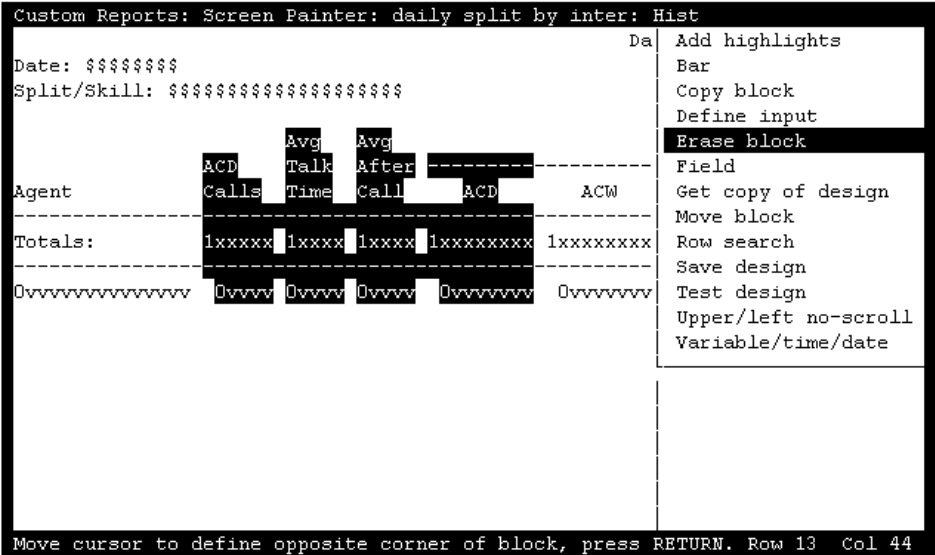 Custom Reports: Screen Painter: daily split by inter: Hist
Da Add highlights
Date: $$$$$$$$ Bar
Split/Skill: $$$$$$$$$$$$$$$$$$$$ Copy block
Define input
Avg Avg Erase block
ACD Talk After ------------------- Field
Agent Calls Time Call ACD ACW Get copy of design
------------------------------------------------------ Move block
Totals: 1xxxxx 1xxxx 1xxxx 1xxxxxxxx 1xxxxxxxx Row search
------------------------------------------------------ Save design
0vvvvvvvvvvvvvv 0vvvv 0vvvv 0vvvv 0vvvvvvv 0vvvvvvv Test design
Upper/left no-scroll
Variable/time/date
Move cursor to define opposite corner of block, press RETURN. Row 13 Col 44